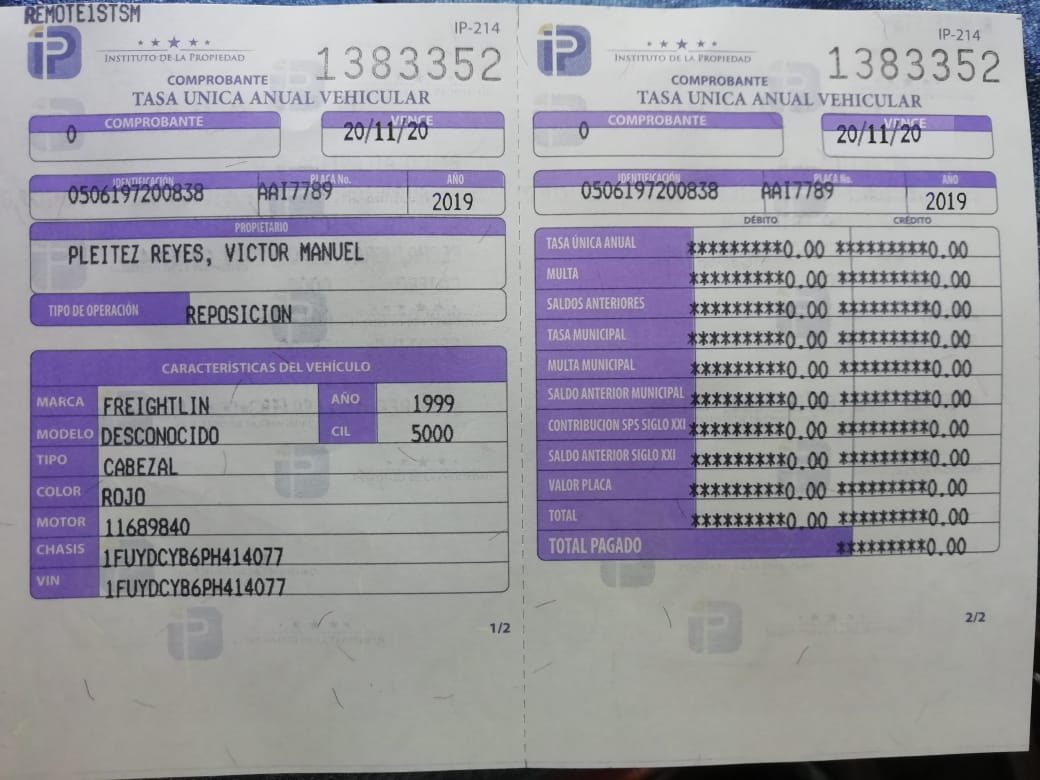 REMOTE1STSM
IP-214
iP
INSTITUTO DE LA PROPIEDAD
1383352
COMPROBANTE
TASA UNICA ANUAL VEHICULAR
COMPROBANTE
VENCE
0
20/11/20
IDENTIFICACIÓN
PLACA No.
AÑO
0506197200838
AAI7789
2019
PROPIETARIO
PLEITEZ REYES, VICTOR MANUEL
TIPO DE OPERACIÓN
REPOSICION
CARACTERÍSTICAS DEL VEHÍCULO
MARCA FREIGHTLIN AÑO 1999
MODELO DESCONOCIDO CIL 5000
TIPO CABEZAL
COLOR ROJO
MOTOR 11689840
CHASIS 1FUYDCYB6PH414077
VIN 1FUYDCYB6PH414077
1/2
IP-214
iP
INSTITUTO DE LA PROPIEDAD
1383352
COMPROBANTE
TASA UNICA ANUAL VEHICULAR
COMPROBANTE
VENCE
0
20/11/20
IDENTIFICACIÓN
PLACA No.
AÑO
0506197200838
AAI7789
2019
DÉBITO CRÉDITO
TASA ÚNICA ANUAL *********0.00 *********0.00
MULTA *********0.00 *********0.00
SALDOS ANTERIORES *********0.00 *********0.00
TASA MUNICIPAL *********0.00 *********0.00
MULTA MUNICIPAL *********0.00 *********0.00
SALDO ANTERIOR MUNICIPAL *********0.00 *********0.00
CONTRIBUCION SPS SIGLO XXI *********0.00 *********0.00
SALDO ANTERIOR SIGLO XXI *********0.00 *********0.00
VALOR PLACA *********0.00 *********0.00
TOTAL *********0.00 *********0.00
TOTAL PAGADO *********0.00
2/2